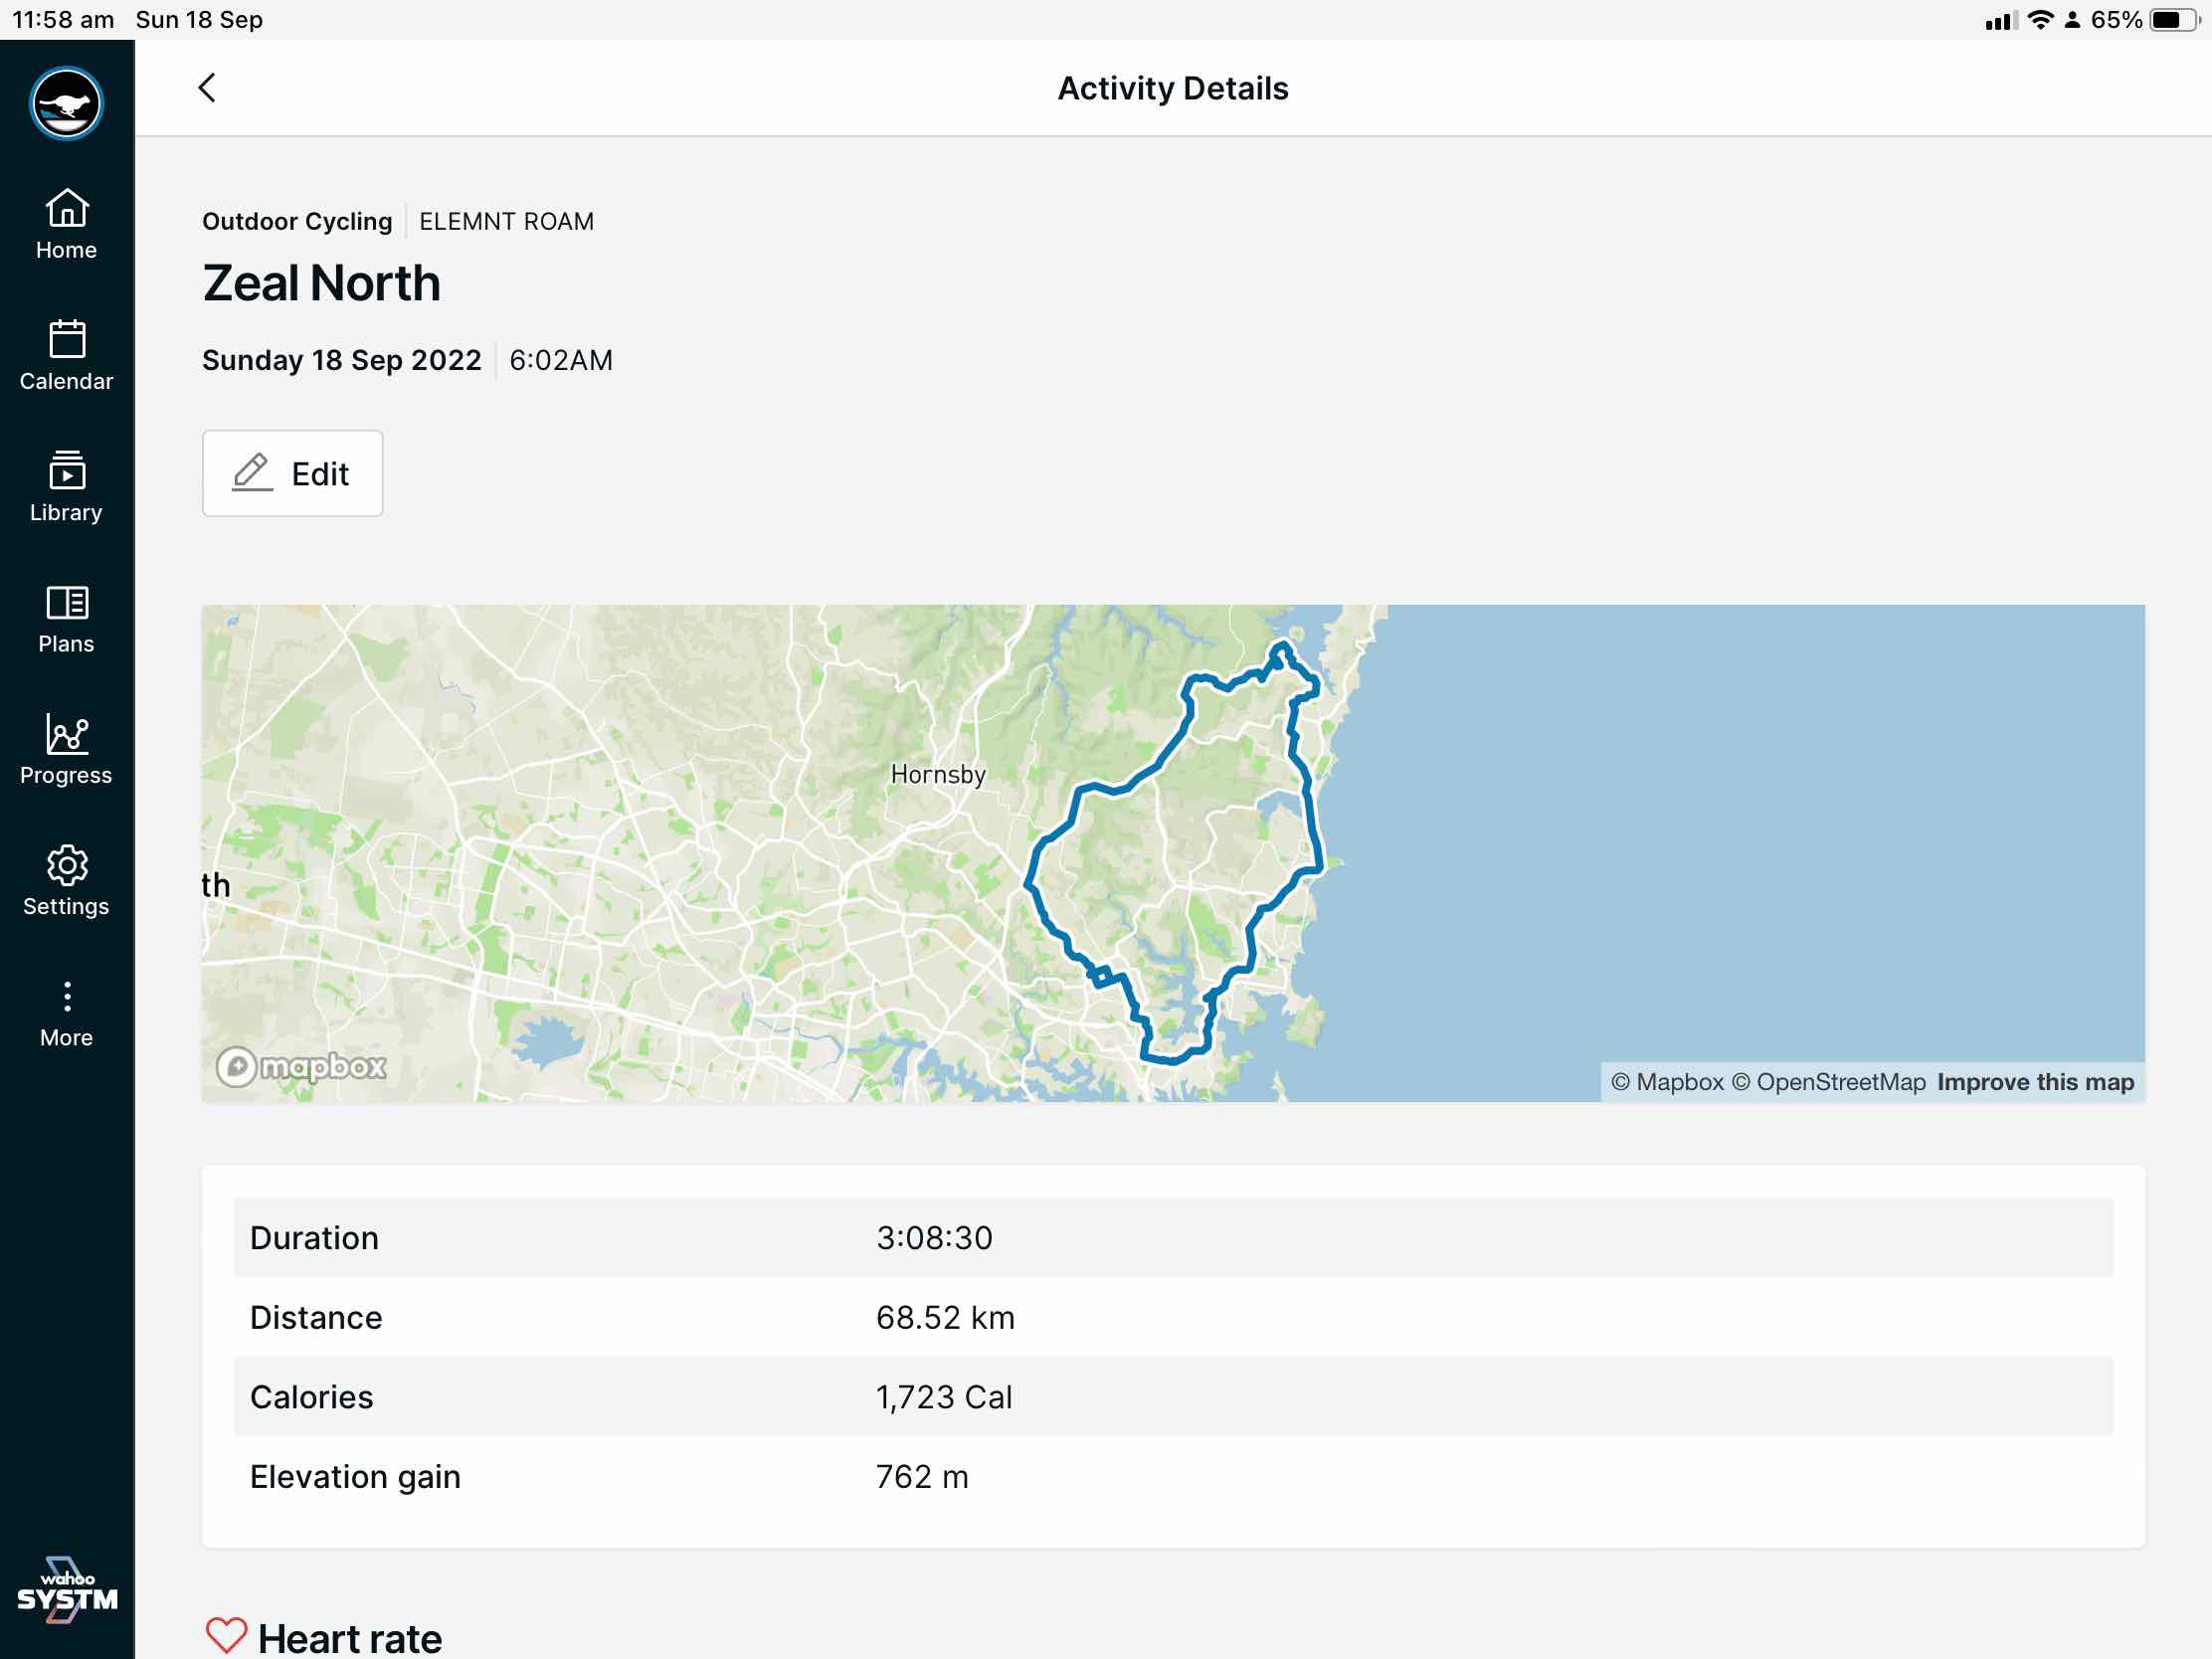 11:58 am Sun 18 Sep
65%
Activity Details
Home
Calendar
Library
Plans
Progress
Settings
More
wahoo
SYSTM
Outdoor Cycling ELEMNT ROAM
Zeal North
Sunday 18 Sep 2022 6:02AM
Edit
Hornsby
th
mapbox
© Mapbox © OpenStreetMap Improve this map
Duration 3:08:30
Distance 68.52 km
Calories 1,723 Cal
Elevation gain 762 m
Heart rate